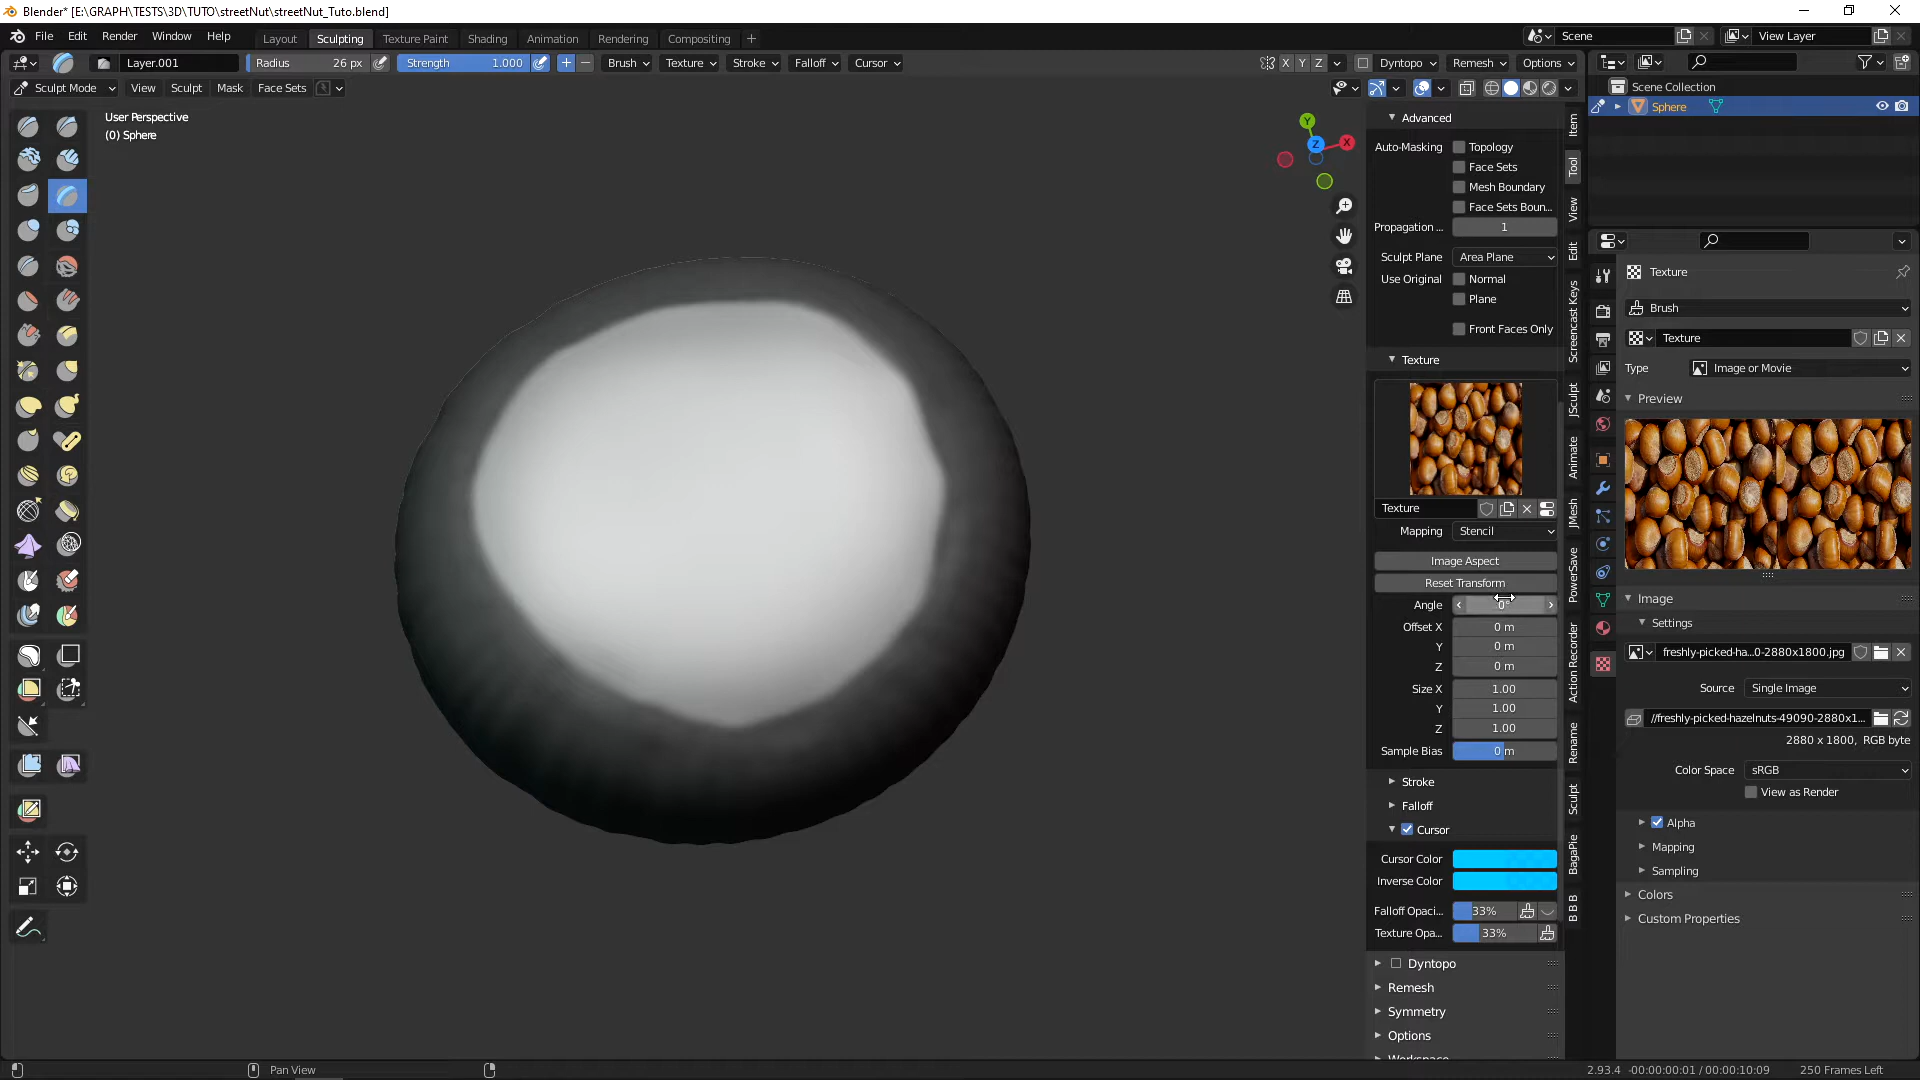 Blender* [E:\GRAPH\TESTS\3D\TUTO\streetNut\streetNut_Tuto.blend]
File Edit Render Window Help Layout Sculpting Texture Paint Shading Animation Rendering Compositing + Scene View Layer
Layer.001 Radius 26 px Strength 1.000 + − Brush Texture Stroke Falloff Cursor X Y Z Dyntopo Remesh Options
Sculpt Mode View Sculpt Mask Face Sets
Scene Collection
Sphere
User Perspective
(0) Sphere
Y
X
Z
Advanced
Auto-Masking Topology
Face Sets
Mesh Boundary
Face Sets Boun...
Propagation ... 1
Sculpt Plane Area Plane
Use Original Normal
Plane
Front Faces Only
Texture
Texture
Mapping Stencil
Image Aspect
Reset Transform
Angle 0°
Offset X 0 m
Y 0 m
Z 0 m
Size X 1.00
Y 1.00
Z 1.00
Sample Bias 0 m
Stroke
Falloff
Cursor
Cursor Color
Inverse Color
Falloff Opaci... 33%
Texture Opa... 33%
Dyntopo
Remesh
Symmetry
Options
Workspace
Item
Tool
View
Edit
Screencast Keys
JSculpt
Animate
JMesh
PowerSave
Action Recorder
Rename
Sculpt
BagaPie
B B B
Texture
Brush
Texture
Type Image or Movie
Preview
Image
Settings
freshly-picked-ha...0-2880x1800.jpg
Source Single Image
//freshly-picked-hazelnuts-49090-2880x1...
2880 x 1800, RGB byte
Color Space sRGB
View as Render
Alpha
Mapping
Sampling
Colors
Custom Properties
Pan View
2.93.4 -00:00:00:01 / 00:00:10:09 250 Frames Left